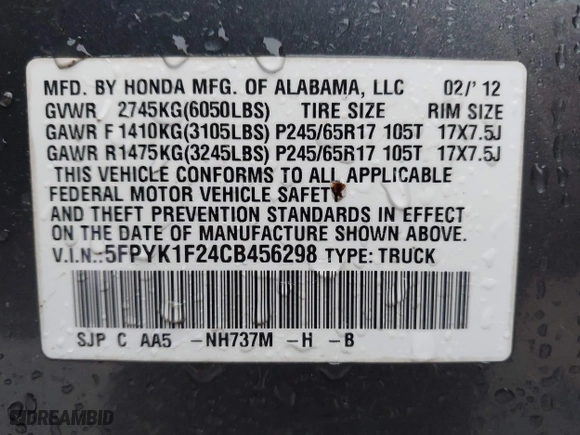 MFD. BY HONDA MFG. OF ALABAMA, LLC 02/' 12
GVWR 2745KG(6050LBS) TIRE SIZE RIM SIZE
GAWR F 1410KG(3105LBS) P245/65R17 105T 17X7.5J
GAWR R1475KG(3245LBS) P245/65R17 105T 17X7.5J
THIS VEHICLE CONFORMS TO ALL APPLICABLE
FEDERAL MOTOR VEHICLE SAFETY
AND THEFT PREVENTION STANDARDS IN EFFECT
ON THE DATE OF MANUFACTURE SHOWN ABOVE.
V.I.N.:5FPYK1F24CB456298 TYPE: TRUCK
SJP C AA5 -NH737M -H -B
DREAMBID